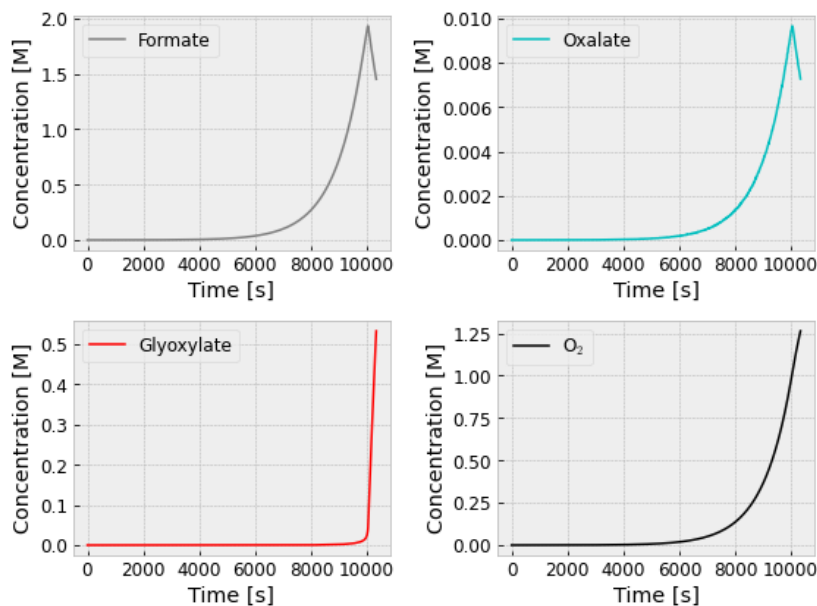 Formate
Concentration [M]
2.0
1.5
1.0
0.5
0.0
0 2000 4000 6000 8000 10000
Time [s]
Oxalate
Concentration [M]
0.010
0.008
0.006
0.004
0.002
0.000
0 2000 4000 6000 8000 10000
Time [s]
Glyoxylate
Concentration [M]
0.5
0.4
0.3
0.2
0.1
0.0
0 2000 4000 6000 8000 10000
Time [s]
O₂
Concentration [M]
1.25
1.00
0.75
0.50
0.25
0.00
0 2000 4000 6000 8000 10000
Time [s]